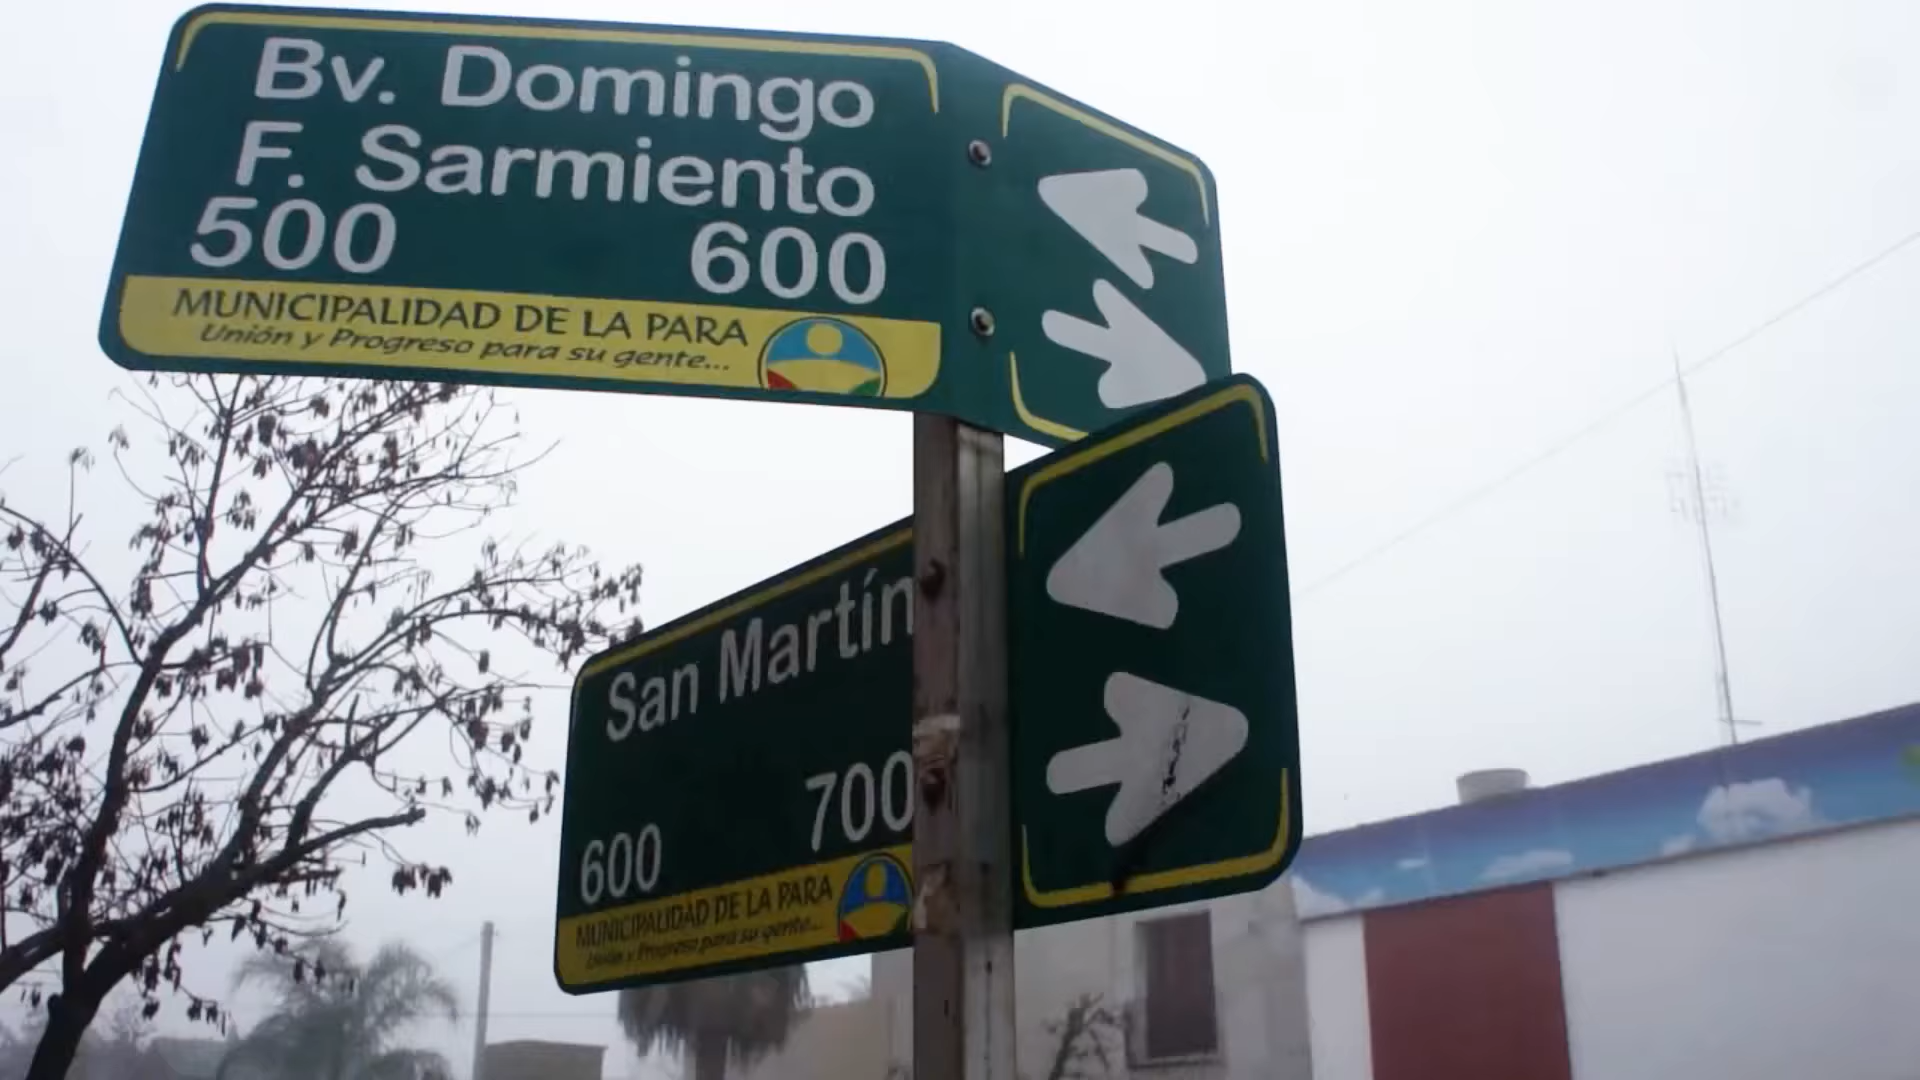 Bv. Domingo
F. Sarmiento
500 600
MUNICIPALIDAD DE LA PARA
Unión y Progreso para su gente...
San Martín
600 700
MUNICIPALIDAD DE LA PARA
Unión y Progreso para su gente...